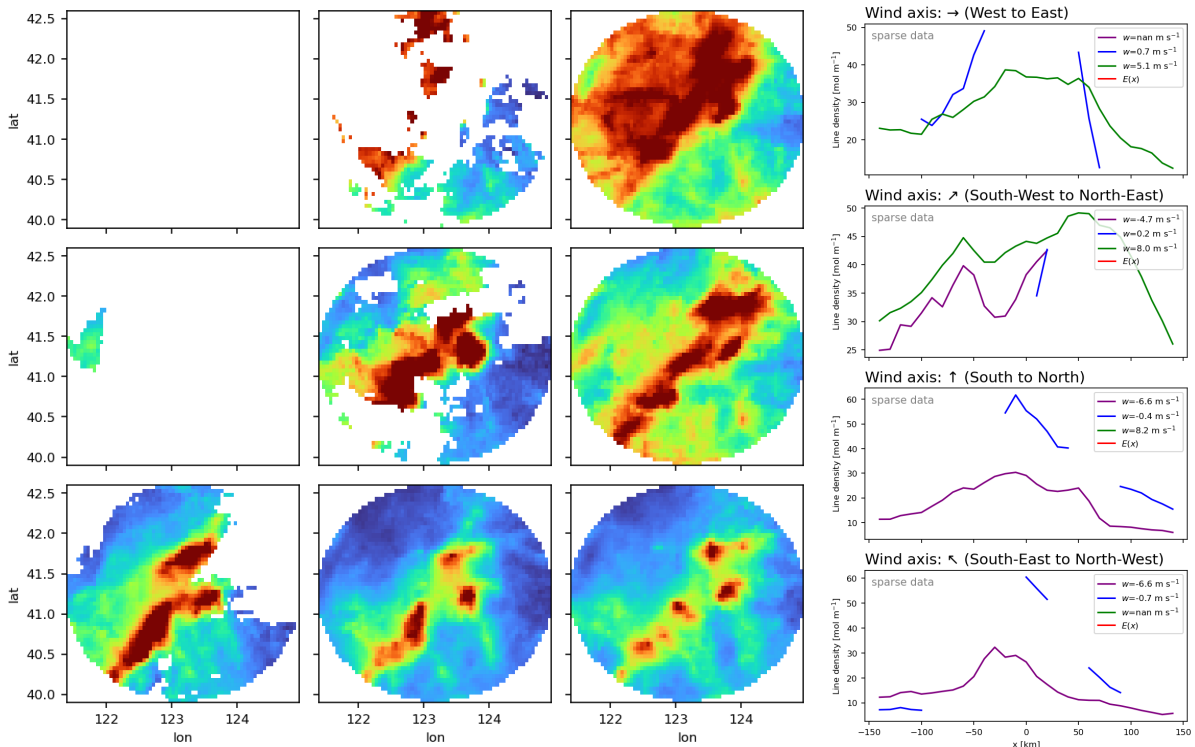 42.5
42.0
41.5
41.0
40.5
40.0
lat
42.5
42.0
41.5
41.0
40.5
40.0
lat
42.5
42.0
41.5
41.0
40.5
40.0
lat
122 123 124
lon
122 123 124
lon
122 123 124
lon
Wind axis: → (West to East)
sparse data
50
40
30
20
Line density [mol m⁻¹]
w=nan m s⁻¹
w=0.7 m s⁻¹
w=5.1 m s⁻¹
E(x)
Wind axis: ↗ (South-West to North-East)
sparse data
50
45
40
35
30
25
Line density [mol m⁻¹]
w=-4.7 m s⁻¹
w=0.2 m s⁻¹
w=8.0 m s⁻¹
E(x)
Wind axis: ↑ (South to North)
sparse data
60
50
40
30
20
10
Line density [mol m⁻¹]
w=-6.6 m s⁻¹
w=-0.4 m s⁻¹
w=8.2 m s⁻¹
E(x)
Wind axis: ↖ (South-East to North-West)
sparse data
60
50
40
30
20
10
Line density [mol m⁻¹]
w=-6.6 m s⁻¹
w=-0.7 m s⁻¹
w=nan m s⁻¹
E(x)
−150 −100 −50 0 50 100 150
x [km]